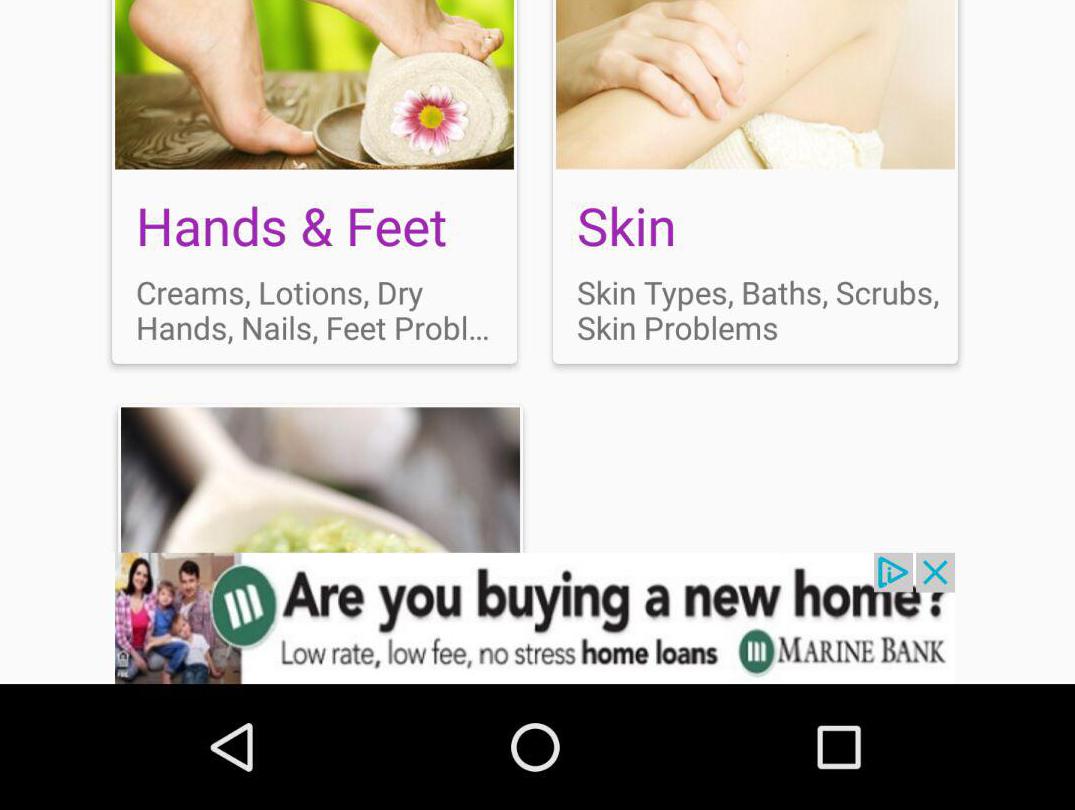 Hands & Feet
Creams, Lotions, Dry
Hands, Nails, Feet Probl...
Skin
Skin Types, Baths, Scrubs,
Skin Problems
Are you buying a new home?
Low rate, low fee, no stress home loans
MARINE BANK